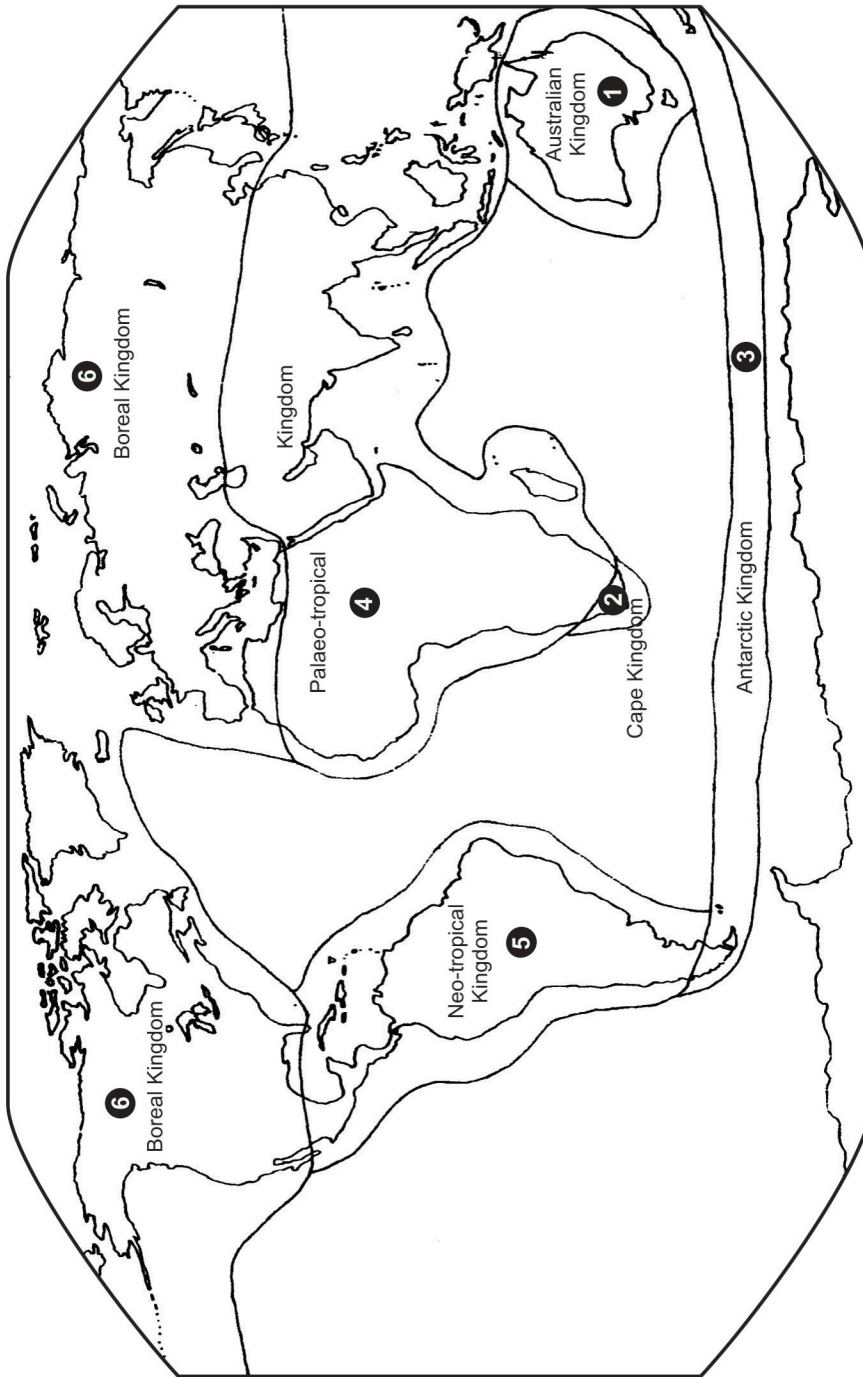 6
Boreal Kingdom
6
Boreal Kingdom
Palaeo-tropical
4
Kingdom
Neo-tropical
Kingdom
5
Australian
Kingdom
1
2
Cape Kingdom
3
Antarctic Kingdom